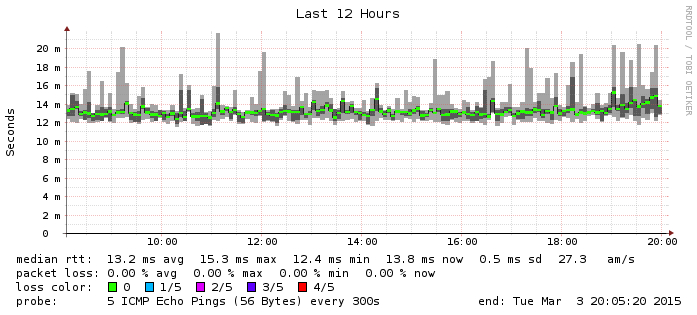 Last 12 Hours
RRDTOOL / TOBI OETIKER
Seconds
20 m
18 m
16 m
14 m
12 m
10 m
8 m
6 m
4 m
2 m
0
10:00 12:00 14:00 16:00 18:00 20:00
median rtt: 13.2 ms avg 15.3 ms max 12.4 ms min 13.8 ms now 0.5 ms sd 27.3 am/s
packet loss: 0.00 % avg 0.00 % max 0.00 % min 0.00 % now
loss color: 0 1/5 2/5 3/5 4/5
probe: 5 ICMP Echo Pings (56 Bytes) every 300s end: Tue Mar 3 20:05:20 2015